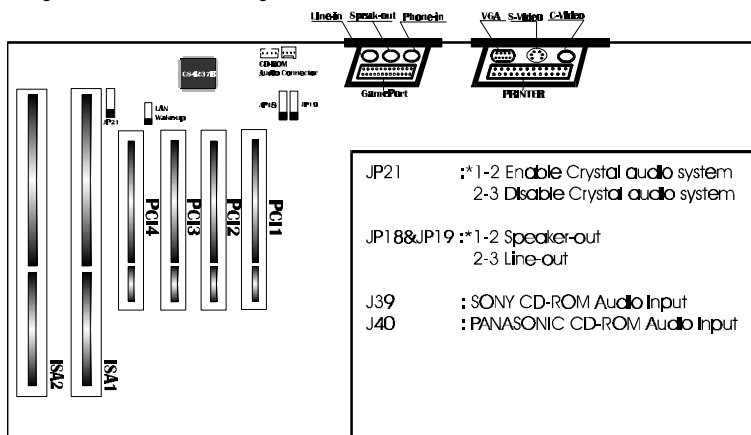 Line-in Speak-out Phone-in
VGA S-Video C-Video
CS4237B
CD-ROM
Audio Connector
GamePort
PRINTER
JP21
LAN
Wake-up
JP18
JP19
PCI4
PCI3
PCI2
PCI1
ISA2
ISA1
JP21 :*1-2 Enable Crystal audio system
2-3 Disable Crystal audio system
JP18&JP19 :*1-2 Speaker-out
2-3 Line-out
J39 : SONY CD-ROM Audio Input
J40 : PANASONIC CD-ROM Audio Input